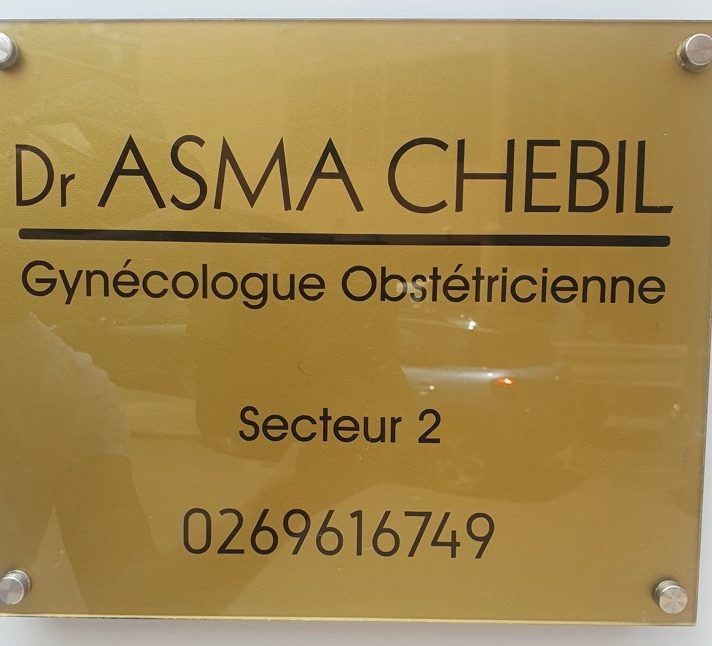 Dr ASMA CHEBIL
Gynécologue Obstétricienne
Secteur 2
0269616749